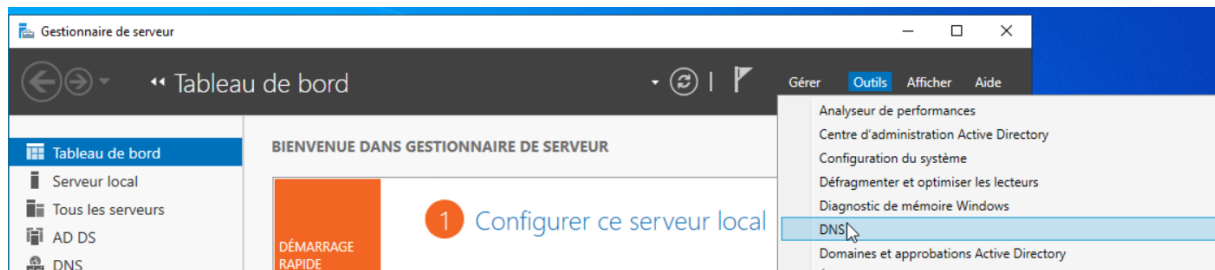 Gestionnaire de serveur
Tableau de bord
Gérer Outils Afficher Aide
Tableau de bord
Serveur local
Tous les serveurs
AD DS
DNS
BIENVENUE DANS GESTIONNAIRE DE SERVEUR
DÉMARRAGE
RAPIDE
1 Configurer ce serveur local
Analyseur de performances
Centre d'administration Active Directory
Configuration du système
Défragmenter et optimiser les lecteurs
Diagnostic de mémoire Windows
DNS
Domaines et approbations Active Directory